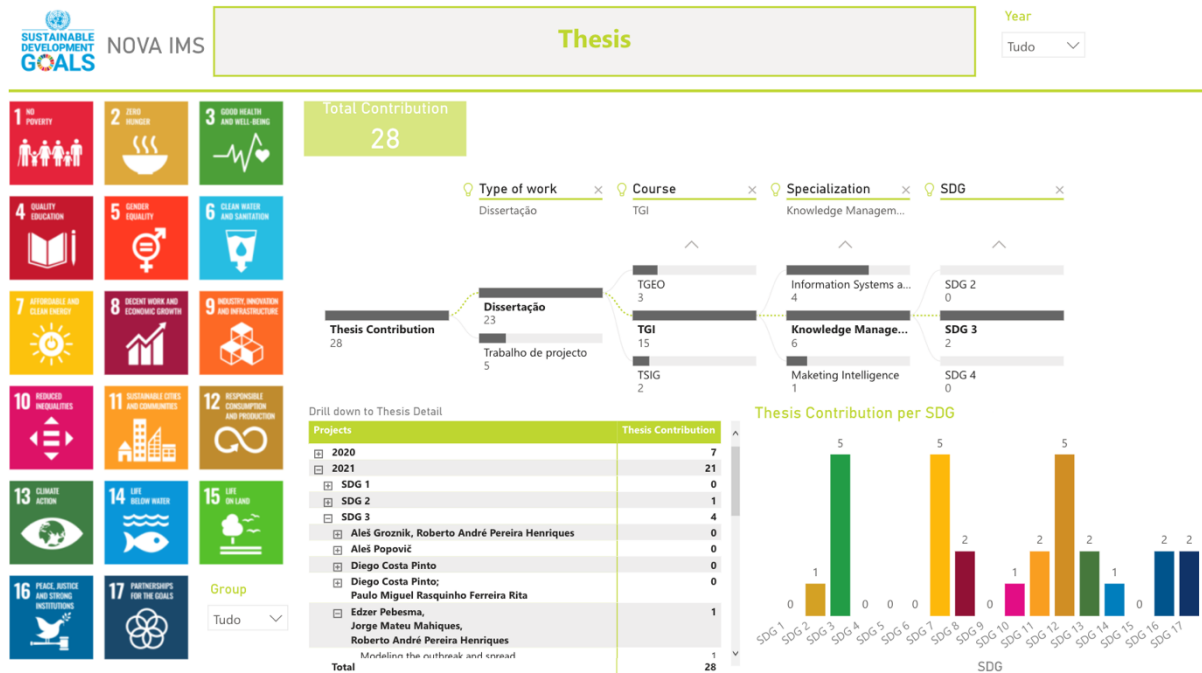 SUSTAINABLE
DEVELOPMENT
GOALS
NOVA IMS
Thesis
Year
Tudo
1 NO
POVERTY
2 ZERO
HUNGER
3 GOOD HEALTH
AND WELL-BEING
4 QUALITY
EDUCATION
5 GENDER
EQUALITY
6 CLEAN WATER
AND SANITATION
7 AFFORDABLE AND
CLEAN ENERGY
8 DECENT WORK AND
ECONOMIC GROWTH
9 INDUSTRY, INNOVATION
AND INFRASTRUCTURE
10 REDUCED
INEQUALITIES
11 SUSTAINABLE CITIES
AND COMMUNITIES
12 RESPONSIBLE
CONSUMPTION
AND PRODUCTION
13 CLIMATE
ACTION
14 LIFE
BELOW WATER
15 LIFE
ON LAND
16 PEACE, JUSTICE
AND STRONG
INSTITUTIONS
17 PARTNERSHIPS
FOR THE GOALS
Group
Tudo
Total Contribution
28
Type of work
Dissertação
Course
TGI
Specialization
Knowledge Managem...
SDG
Thesis Contribution
28
Dissertação
23
Trabalho de projecto
5
TGEO
3
TGI
15
TSIG
2
Information Systems a...
4
Knowledge Manage...
6
Maketing Intelligence
1
SDG 2
0
SDG 3
2
SDG 4
0
Drill down to Thesis Detail
Projects Thesis Contribution
2020 7
2021 21
SDG 1 0
SDG 2 1
SDG 3 4
Aleš Groznik, Roberto André Pereira Henriques 0
Aleš Popovič 0
Diego Costa Pinto 0
Diego Costa Pinto; 0
Paulo Miguel Rasquinho Ferreira Rita
Edzer Pebesma, 1
Jorge Mateu Mahiques,
Roberto André Pereira Henriques
Modeling the outbreak and spread 1
Total 28
Thesis Contribution per SDG
0 1 5 0 0 0 5 2 0 1 2 5 2 1 0 2 2
SDG 1 SDG 2 SDG 3 SDG 4 SDG 5 SDG 6 SDG 7 SDG 8 SDG 9 SDG 10 SDG 11 SDG 12 SDG 13 SDG 14 SDG 15 SDG 16 SDG 17
SDG